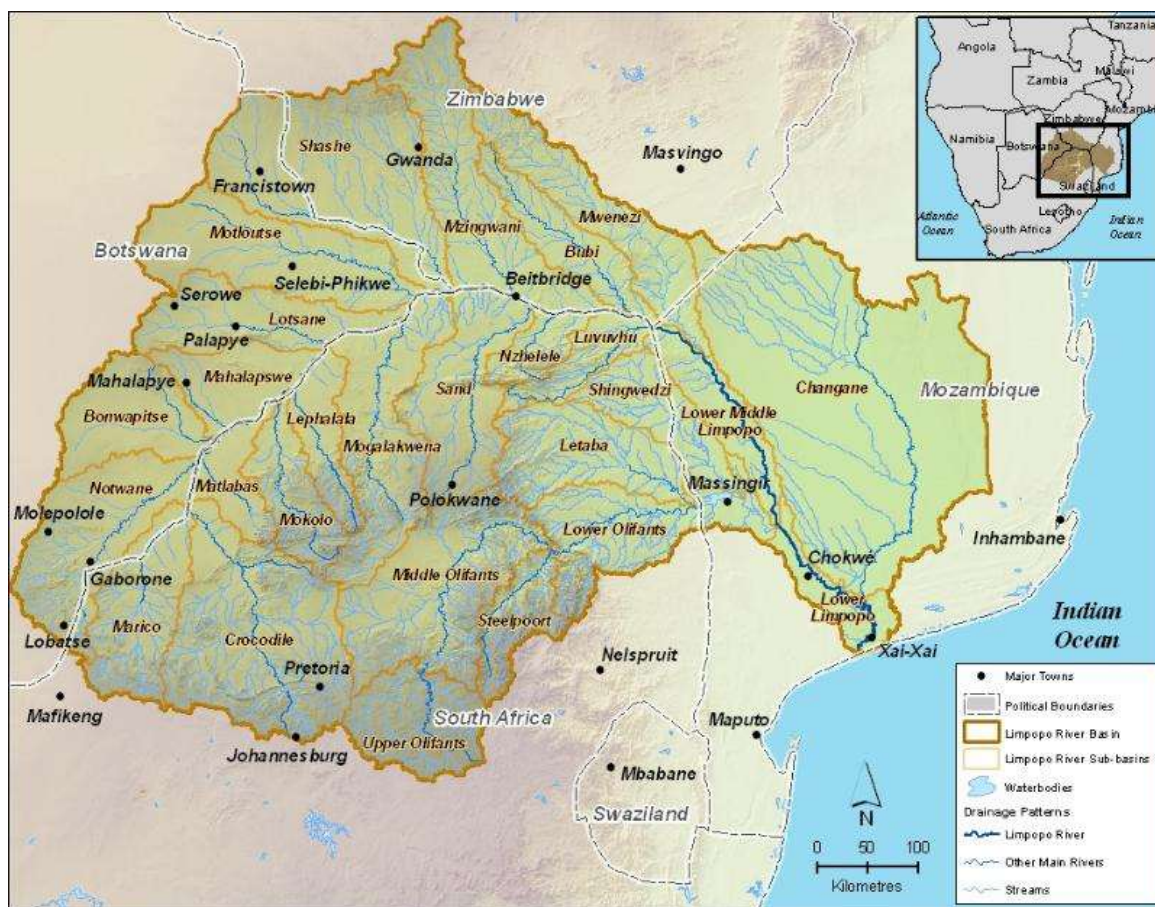 Zimbabwe
Shashe
Gwanda
Masvingo
Francistown
Mwenezi
Mzingwani
Motloutse
Bubi
Botswana
Selebi-Phikwe
Beitbridge
Serowe
Lotsane
Palapye
Luvuvhu
Nzhelele
Mahalapye
Mahalapswe
Sand
Shingwedzi
Changane
Mozambique
Bonwapitse
Lephalala
Lower Middle
Limpopo
Mogalakwena
Letaba
Notwane
Matlabas
Polokwane
Massingir
Molepolole
Mokolo
Lower Olifants
Inhambane
Gaborone
Middle Olifants
Chokwe
Lower
Limpopo
Steelpoort
Lobatse
Marico
Crocodile
Xai-Xai
Pretoria
Nelspruit
Mafikeng
South Africa
Maputo
Johannesburg
Upper Olifants
Mbabane
Swaziland
Indian
Ocean
N
0 50 100
Kilometres
Tanzania
Angola
Malawi
Zambia
Mozambi
Zimbabwe
Namibia
Botswana
Swaziland
Lesotho
South Africa
Atlantic
Ocean
Indian
Ocean
Major Towns
Political Boundaries
Limpopo River Basin
Limpopo River Sub-basins
Waterbodies
Drainage Patterns
Limpopo River
Other Main Rivers
Streams